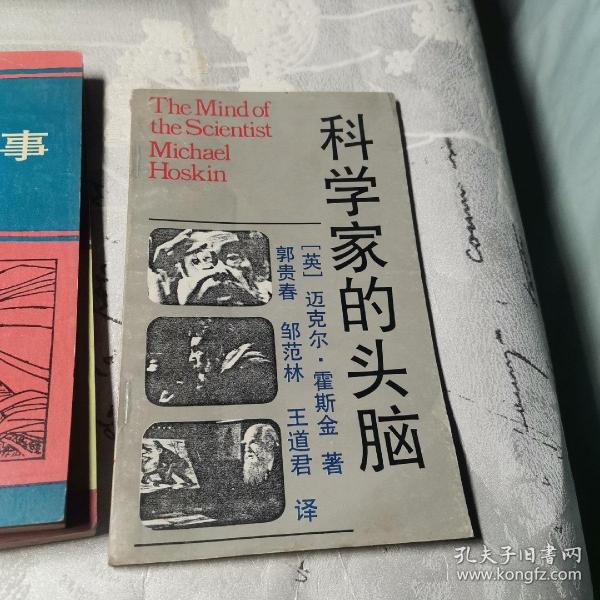 The Mind of
the Scientist
Michael
Hoskin
科学家的头脑
[英] 迈克尔·霍斯金 著
郭贵春 邹范林 王道君 译
事
孔夫子旧书网
www.kongfz.com